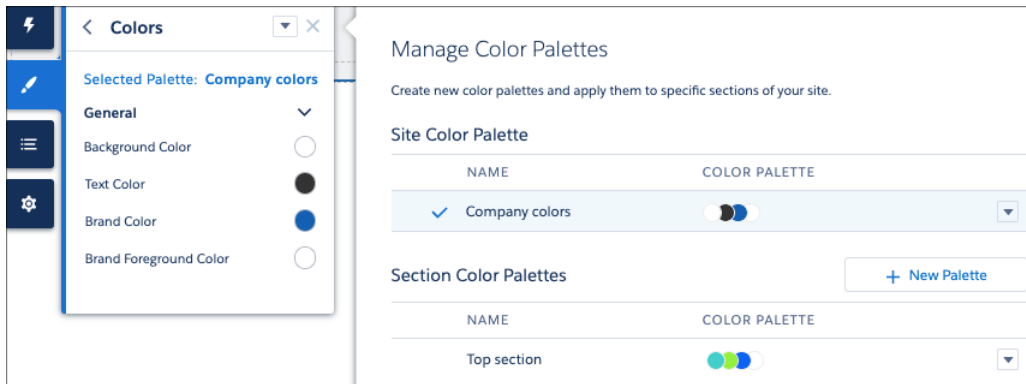 Colors
Selected Palette: Company colors
General
Background Color
Text Color
Brand Color
Brand Foreground Color
Manage Color Palettes
Create new color palettes and apply them to specific sections of your site.
Site Color Palette
NAME COLOR PALETTE
Company colors
Section Color Palettes
+ New Palette
NAME COLOR PALETTE
Top section